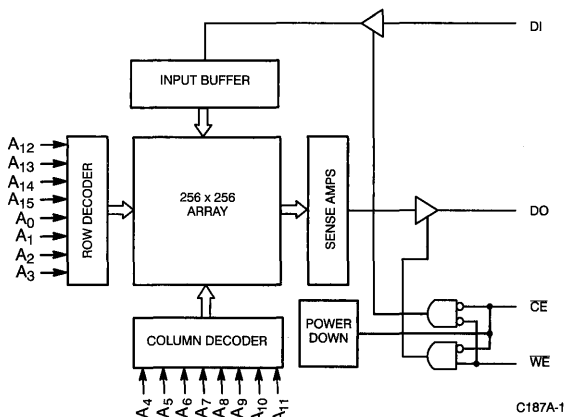 DI
INPUT BUFFER
A12
A13
A14
A15
A0
A1
A2
A3
ROW DECODER
256 x 256
ARRAY
SENSE AMPS
DO
COLUMN DECODER
POWER
DOWN
CE
WE
A4
A5
A6
A7
A8
A9
A10
A11
C187A-1